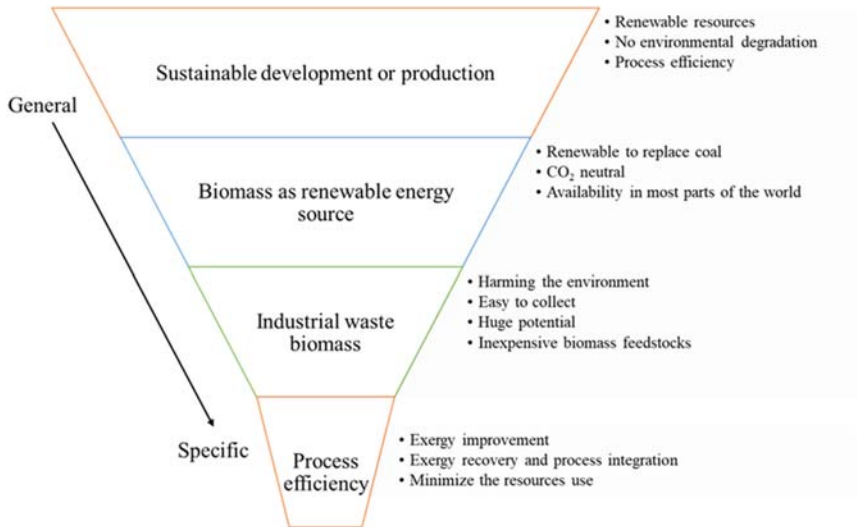 • Renewable resources
• No environmental degradation
• Process efficiency
Sustainable development or production
General
• Renewable to replace coal
• CO₂ neutral
• Availability in most parts of the world
Biomass as renewable energy
source
• Harming the environment
• Easy to collect
• Huge potential
• Inexpensive biomass feedstocks
Industrial waste
biomass
Specific
Process
efficiency
• Exergy improvement
• Exergy recovery and process integration
• Minimize the resources use